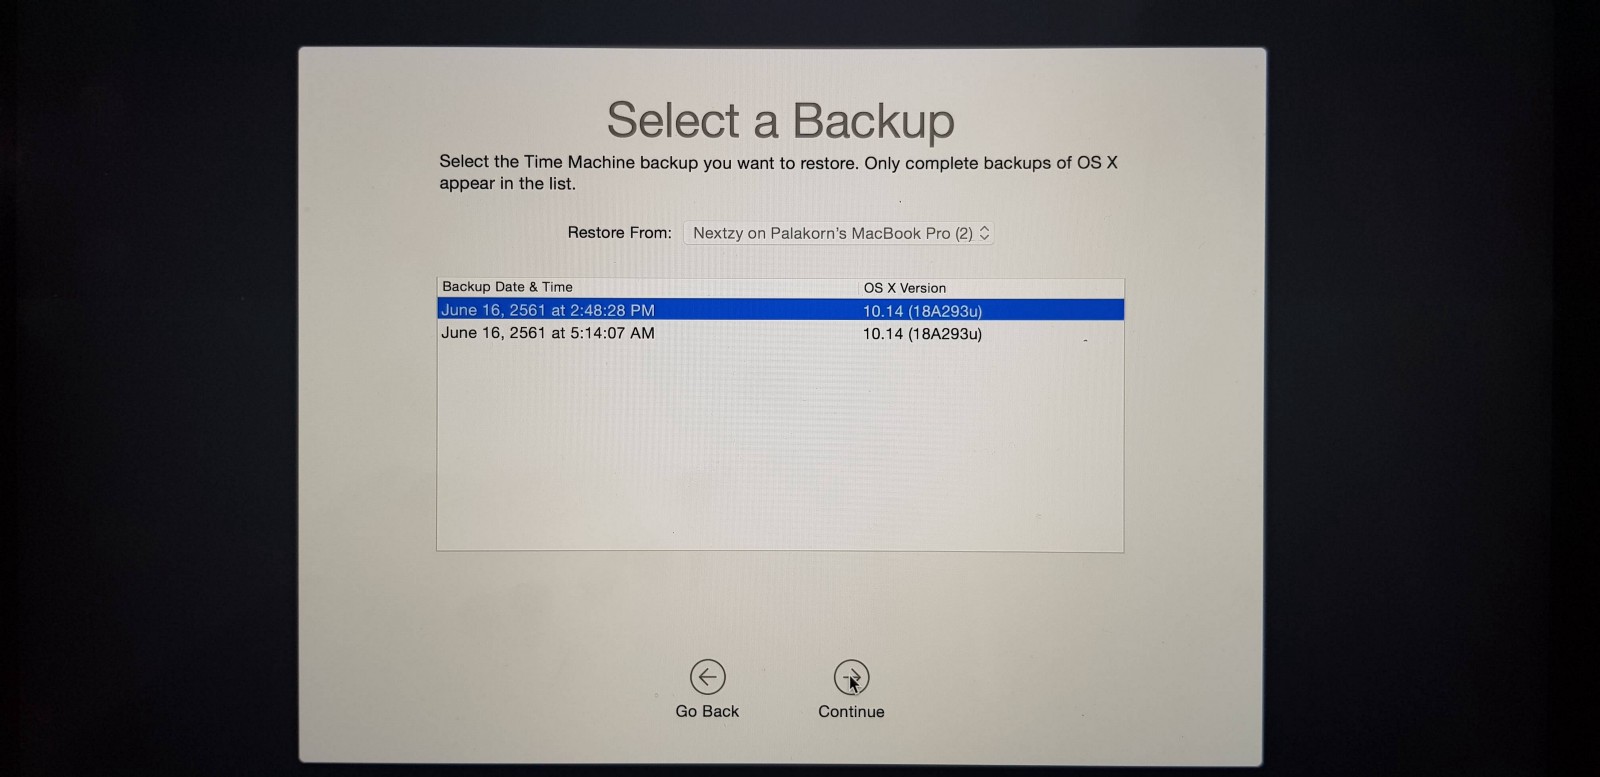 Select a Backup
Select the Time Machine backup you want to restore. Only complete backups of OS X
appear in the list.
Restore From: Nextzy on Palakorn's MacBook Pro (2)
Backup Date & Time OS X Version
June 16, 2561 at 2:48:28 PM 10.14 (18A293u)
June 16, 2561 at 5:14:07 AM 10.14 (18A293u)
Go Back Continue